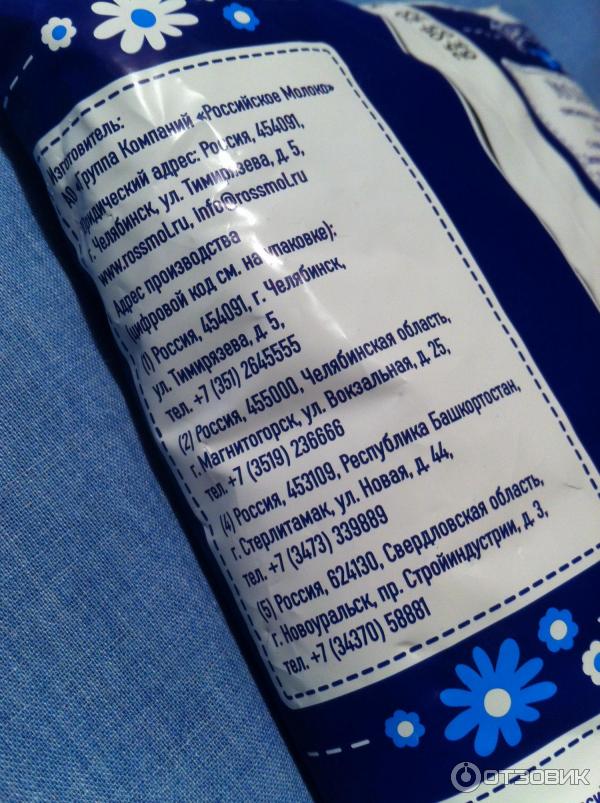 Изготовитель:
АО «Группа Компаний «Российское Молоко»
Юридический адрес: Россия, 454091,
г. Челябинск, ул. Тимирязева, д. 5,
www.rossmol.ru, info@rossmol.ru
Адрес производства
(цифровой код см. на упаковке):
(1) Россия, 454091, г. Челябинск,
ул. Тимирязева, д. 5,
тел. +7 (351) 2645555
(2) Россия, 455000, Челябинская область,
г. Магнитогорск, ул. Вокзальная, д. 25,
тел. +7 (3519) 236666
(4) Россия, 453109, Республика Башкортостан,
г. Стерлитамак, ул. Новая, д. 44,
тел. +7 (3473) 339889
(5) Россия, 624130, Свердловская область,
г. Новоуральск, пр. Стройиндустрии, д. 3,
тел. +7 (34370) 58881
ОТЗОВИК